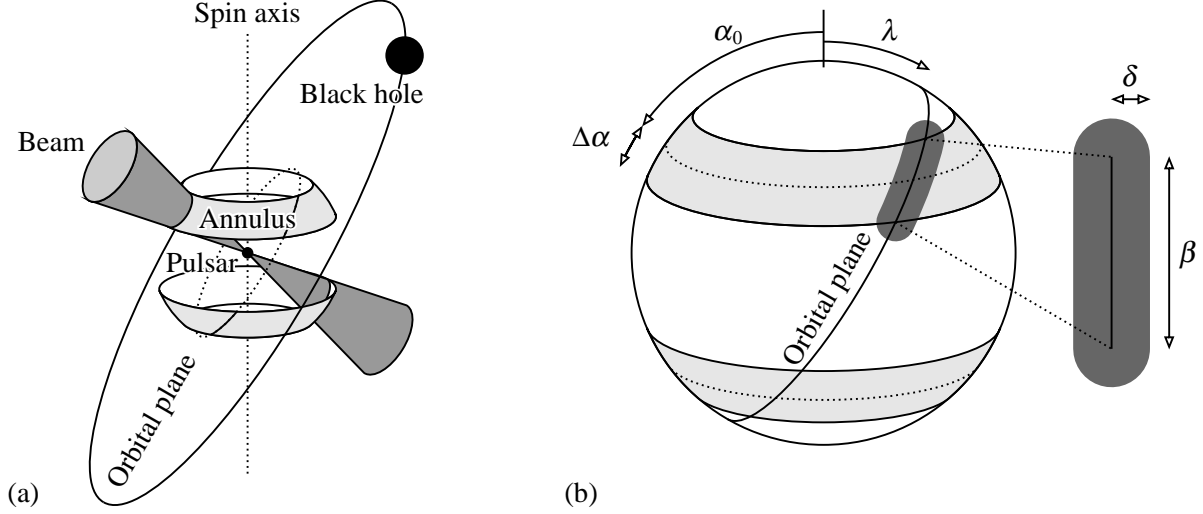 Spin axis
Black hole
Beam
Annulus
Pulsar
Orbital plane
(a)
α₀
λ
Δα
δ
β
Orbital plane
(b)